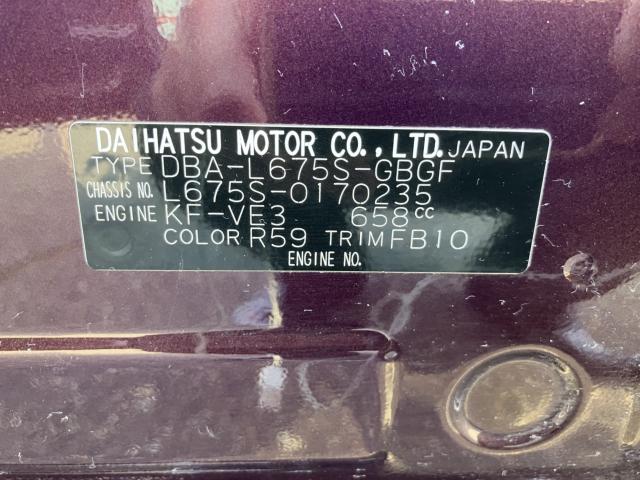 DAIHATSU MOTOR CO., LTD. JAPAN
TYPE DBA-L675S-GBGF
CHASSIS NO. L675S-0170235
ENGINE KF-VE3 658cc
COLOR R59 TRIM FB10
ENGINE NO.